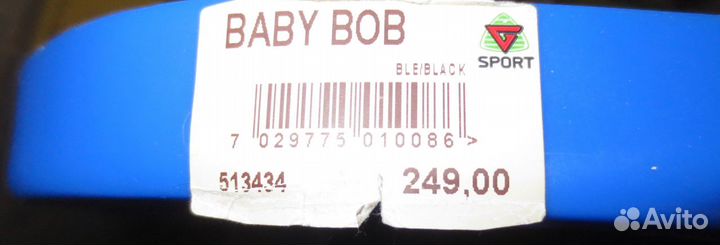 BABY BOB
G
SPORT
BLE/BLACK
7 029775 010086 >
513434
249,00
Avito